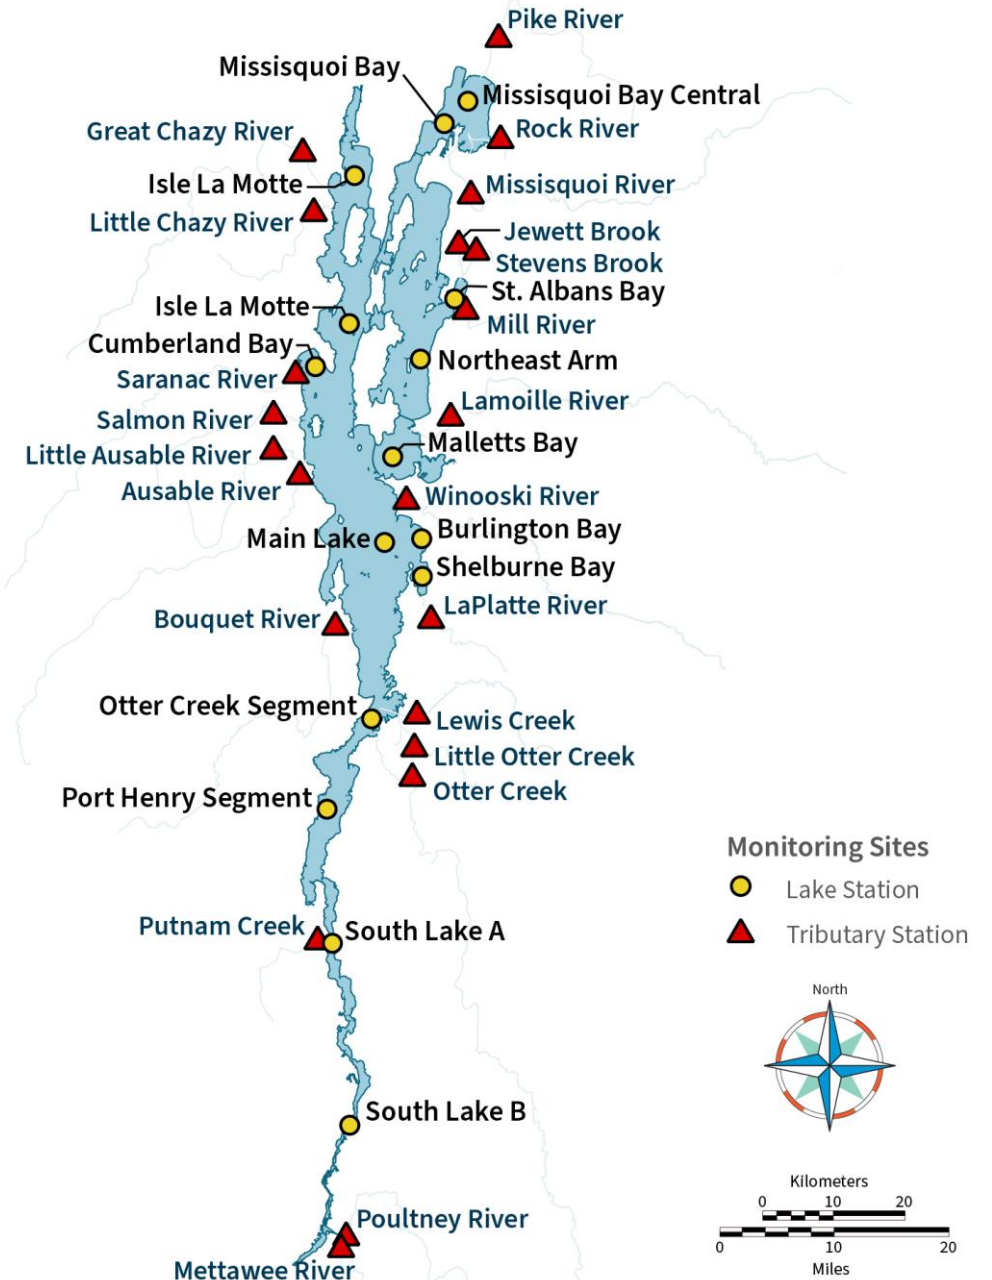 Pike River
Missisquoi Bay
Missisquoi Bay Central
Great Chazy River
Rock River
Isle La Motte
Missisquoi River
Little Chazy River
Jewett Brook
Stevens Brook
St. Albans Bay
Isle La Motte
Mill River
Cumberland Bay
Northeast Arm
Saranac River
Lamoille River
Salmon River
Malletts Bay
Little Ausable River
Ausable River
Winooski River
Burlington Bay
Main Lake
Shelburne Bay
LaPlatte River
Bouquet River
Otter Creek Segment
Lewis Creek
Little Otter Creek
Otter Creek
Port Henry Segment
Monitoring Sites
Lake Station
Tributary Station
Putnam Creek
South Lake A
North
South Lake B
Kilometers
0 10 20
0 10 20
Miles
Poultney River
Mettawee River